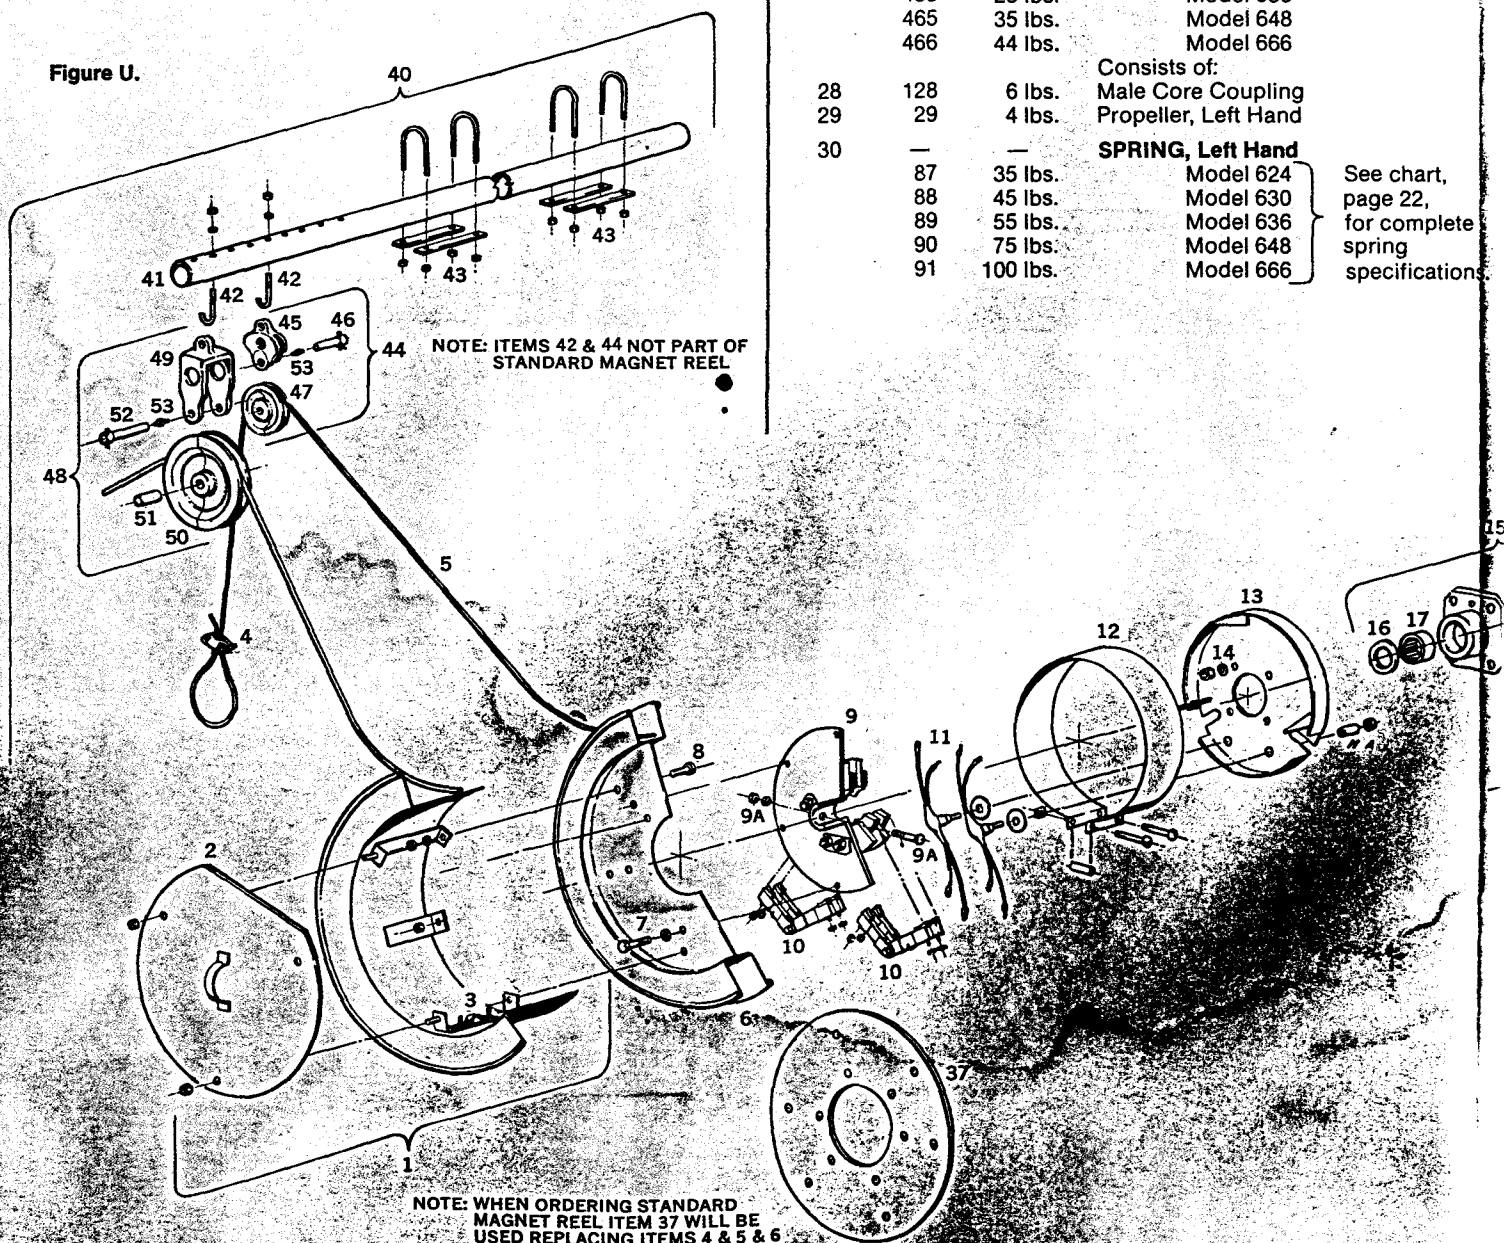 465 35 lbs. Model 648
466 44 lbs. Model 666
Consists of:
28 128 6 lbs. Male Core Coupling
29 29 4 lbs. Propeller, Left Hand
30 — — SPRING, Left Hand
87 35 lbs. Model 624
88 45 lbs. Model 630
89 55 lbs. Model 636
90 75 lbs. Model 648
91 100 lbs. Model 666
See chart,
page 22,
for complete
spring
specifications.
Figure U.
40
43
43
41
42
42
45
46
49
44
NOTE: ITEMS 42 & 44 NOT PART OF
STANDARD MAGNET REEL
53
47
52
53
48
51
50
5
4
15
13
12
16
17
14
9
11
8
9A
9A
2
7
10
10
3
6
37
1
NOTE: WHEN ORDERING STANDARD
MAGNET REEL ITEM 37 WILL BE
USED REPLACING ITEMS 4 & 5 & 6